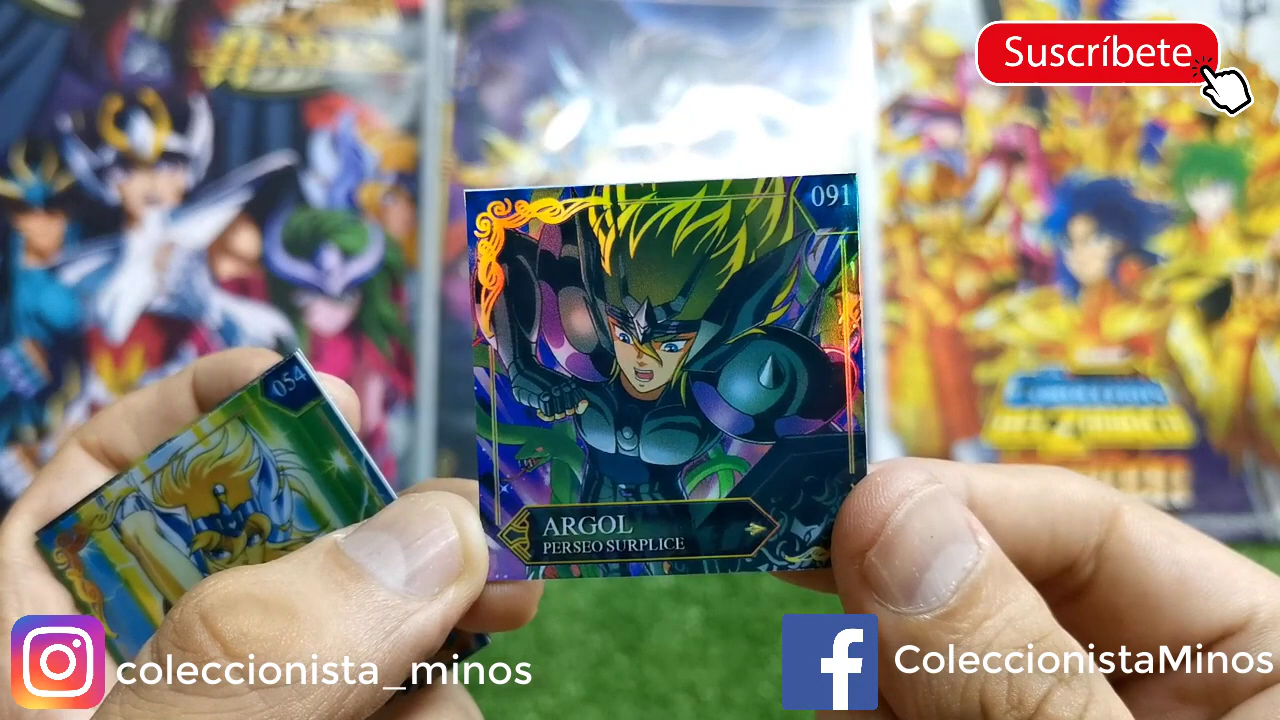 Suscríbete
091
054
ARGOL
PERSEO SURPLICE
coleccionista_minos
ColeccionistaMinos